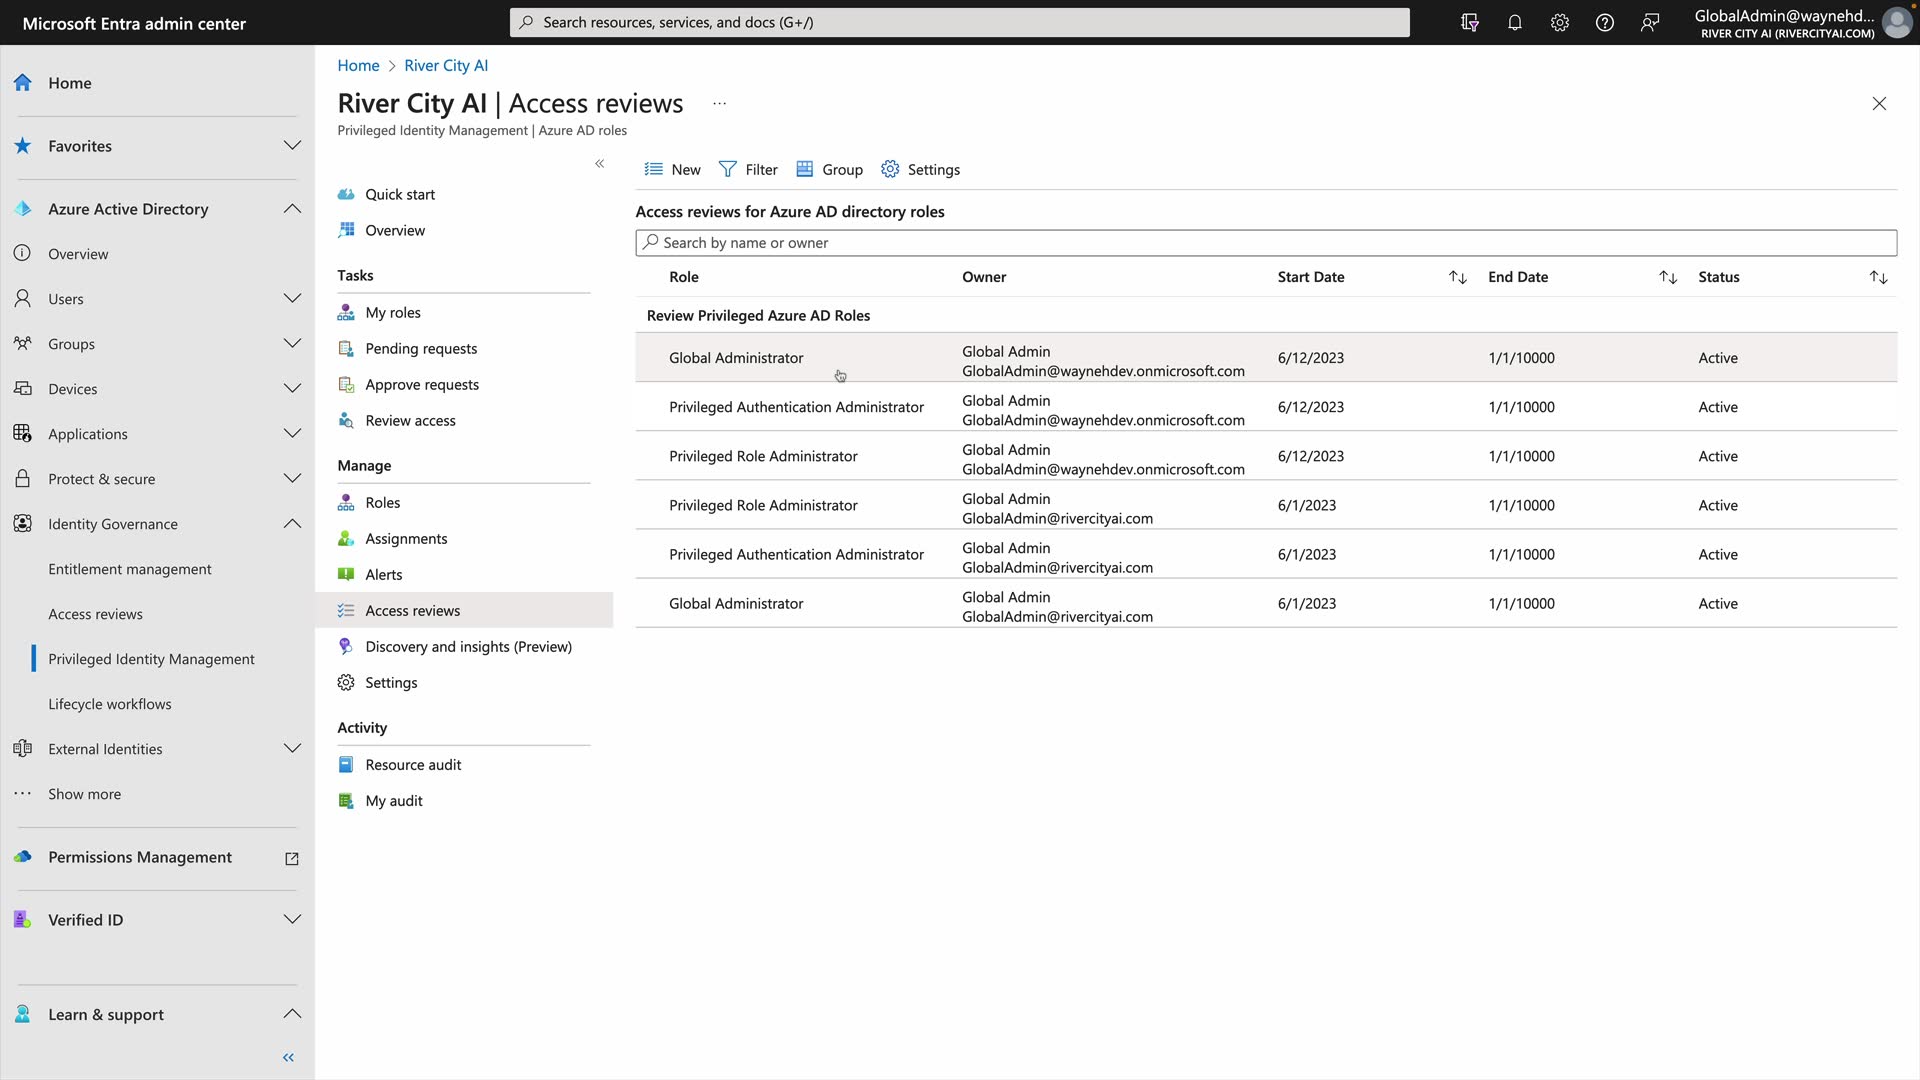 Microsoft Entra admin center
Search resources, services, and docs (G+/)
GlobalAdmin@waynehd...
RIVER CITY AI (RIVERCITYAI.COM)
Home
Favorites
Azure Active Directory
Overview
Users
Groups
Devices
Applications
Protect & secure
Identity Governance
Entitlement management
Access reviews
Privileged Identity Management
Lifecycle workflows
External Identities
Show more
Permissions Management
Verified ID
Learn & support
Home > River City AI
River City AI | Access reviews ...
Privileged Identity Management | Azure AD roles
Quick start
Overview
Tasks
My roles
Pending requests
Approve requests
Review access
Manage
Roles
Assignments
Alerts
Access reviews
Discovery and insights (Preview)
Settings
Activity
Resource audit
My audit
New Filter Group Settings
Access reviews for Azure AD directory roles
Search by name or owner
Role Owner Start Date End Date Status
Review Privileged Azure AD Roles
Global Administrator Global Admin 6/12/2023 1/1/10000 Active
GlobalAdmin@waynehdev.onmicrosoft.com
Privileged Authentication Administrator Global Admin 6/12/2023 1/1/10000 Active
GlobalAdmin@waynehdev.onmicrosoft.com
Privileged Role Administrator Global Admin 6/12/2023 1/1/10000 Active
GlobalAdmin@waynehdev.onmicrosoft.com
Privileged Role Administrator Global Admin 6/1/2023 1/1/10000 Active
GlobalAdmin@rivercityai.com
Privileged Authentication Administrator Global Admin 6/1/2023 1/1/10000 Active
GlobalAdmin@rivercityai.com
Global Administrator Global Admin 6/1/2023 1/1/10000 Active
GlobalAdmin@rivercityai.com